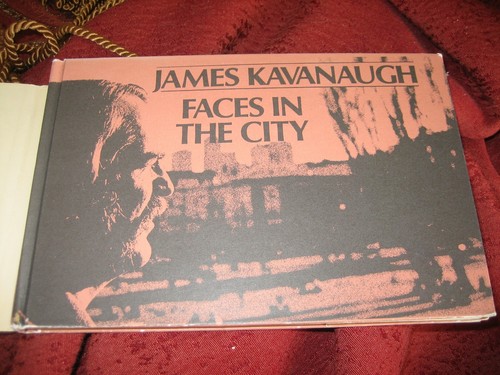 JAMES KAVANAUGH
FACES IN
THE CITY